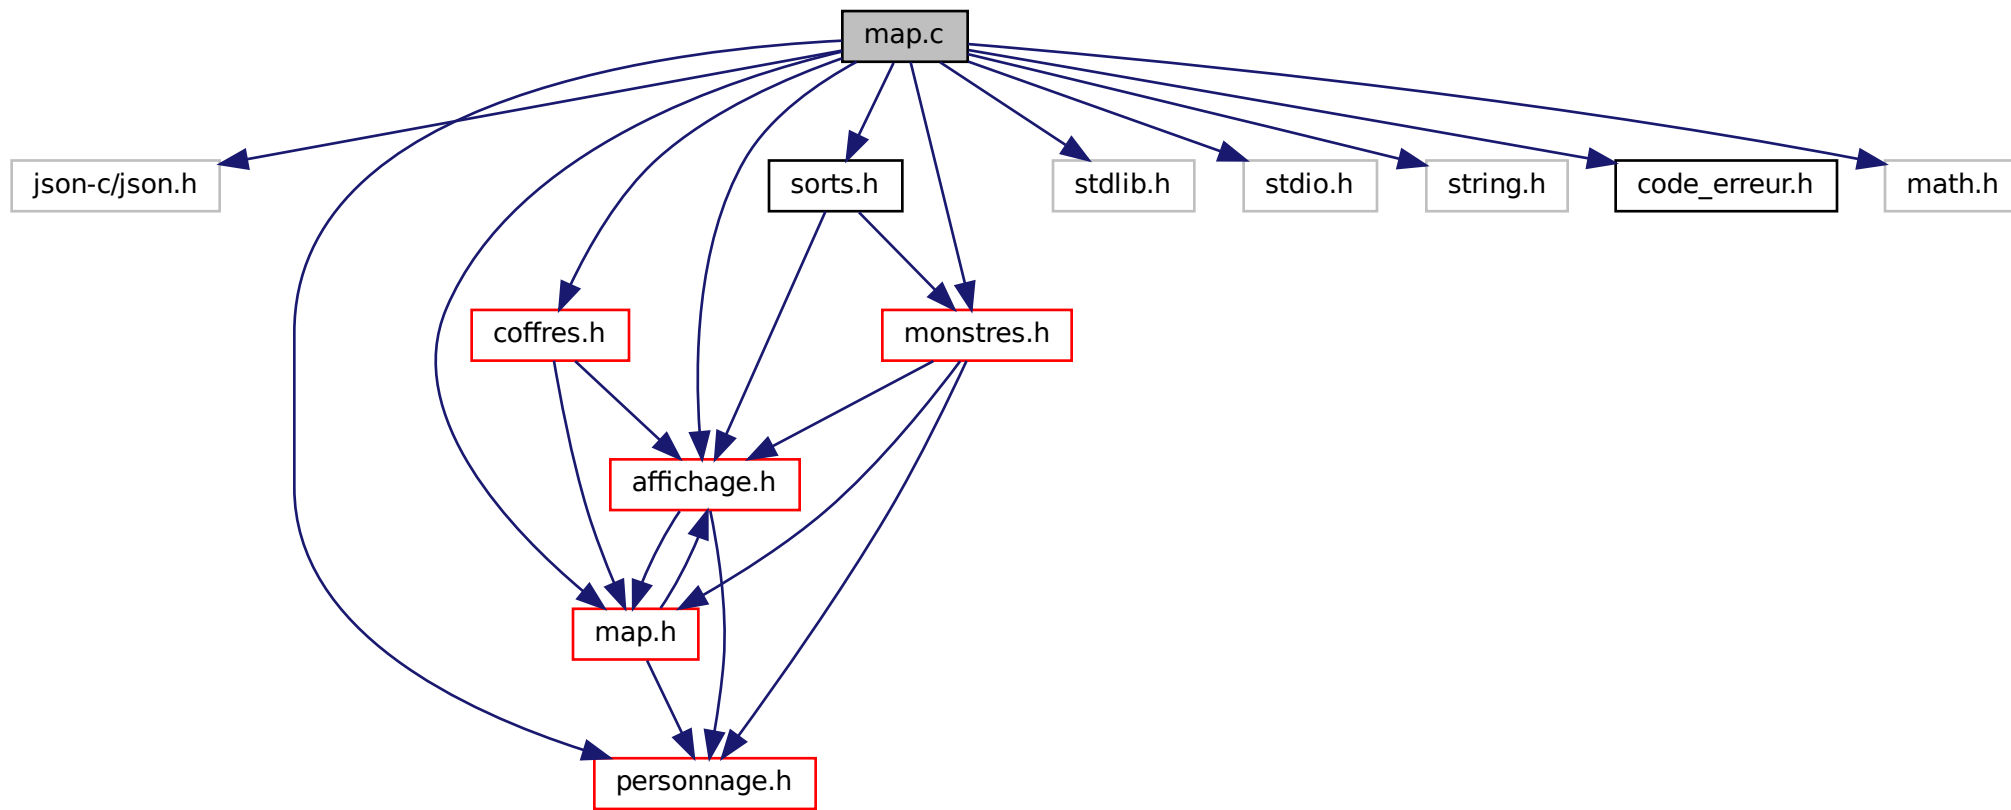 map.c
json-c/json.h
sorts.h
stdlib.h
stdio.h
string.h
code_erreur.h
math.h
coffres.h
monstres.h
affichage.h
map.h
personnage.h